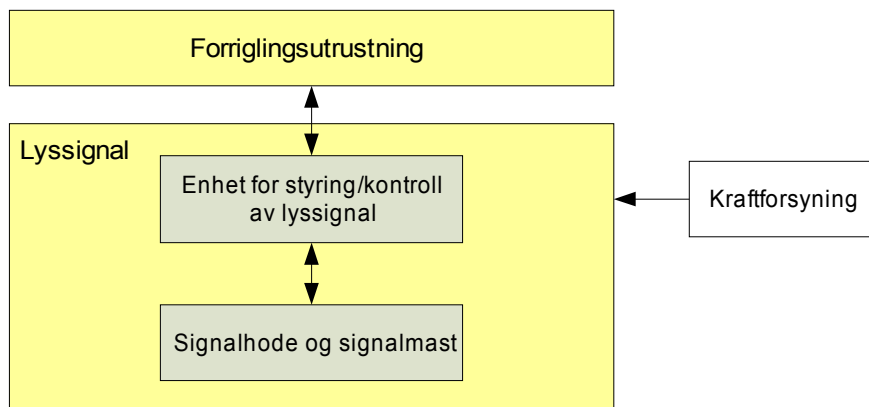 Forriglingsutrustning
Lyssignal
Enhet for styring/kontroll
av lyssignal
Kraftforsyning
Signalhode og signalmast